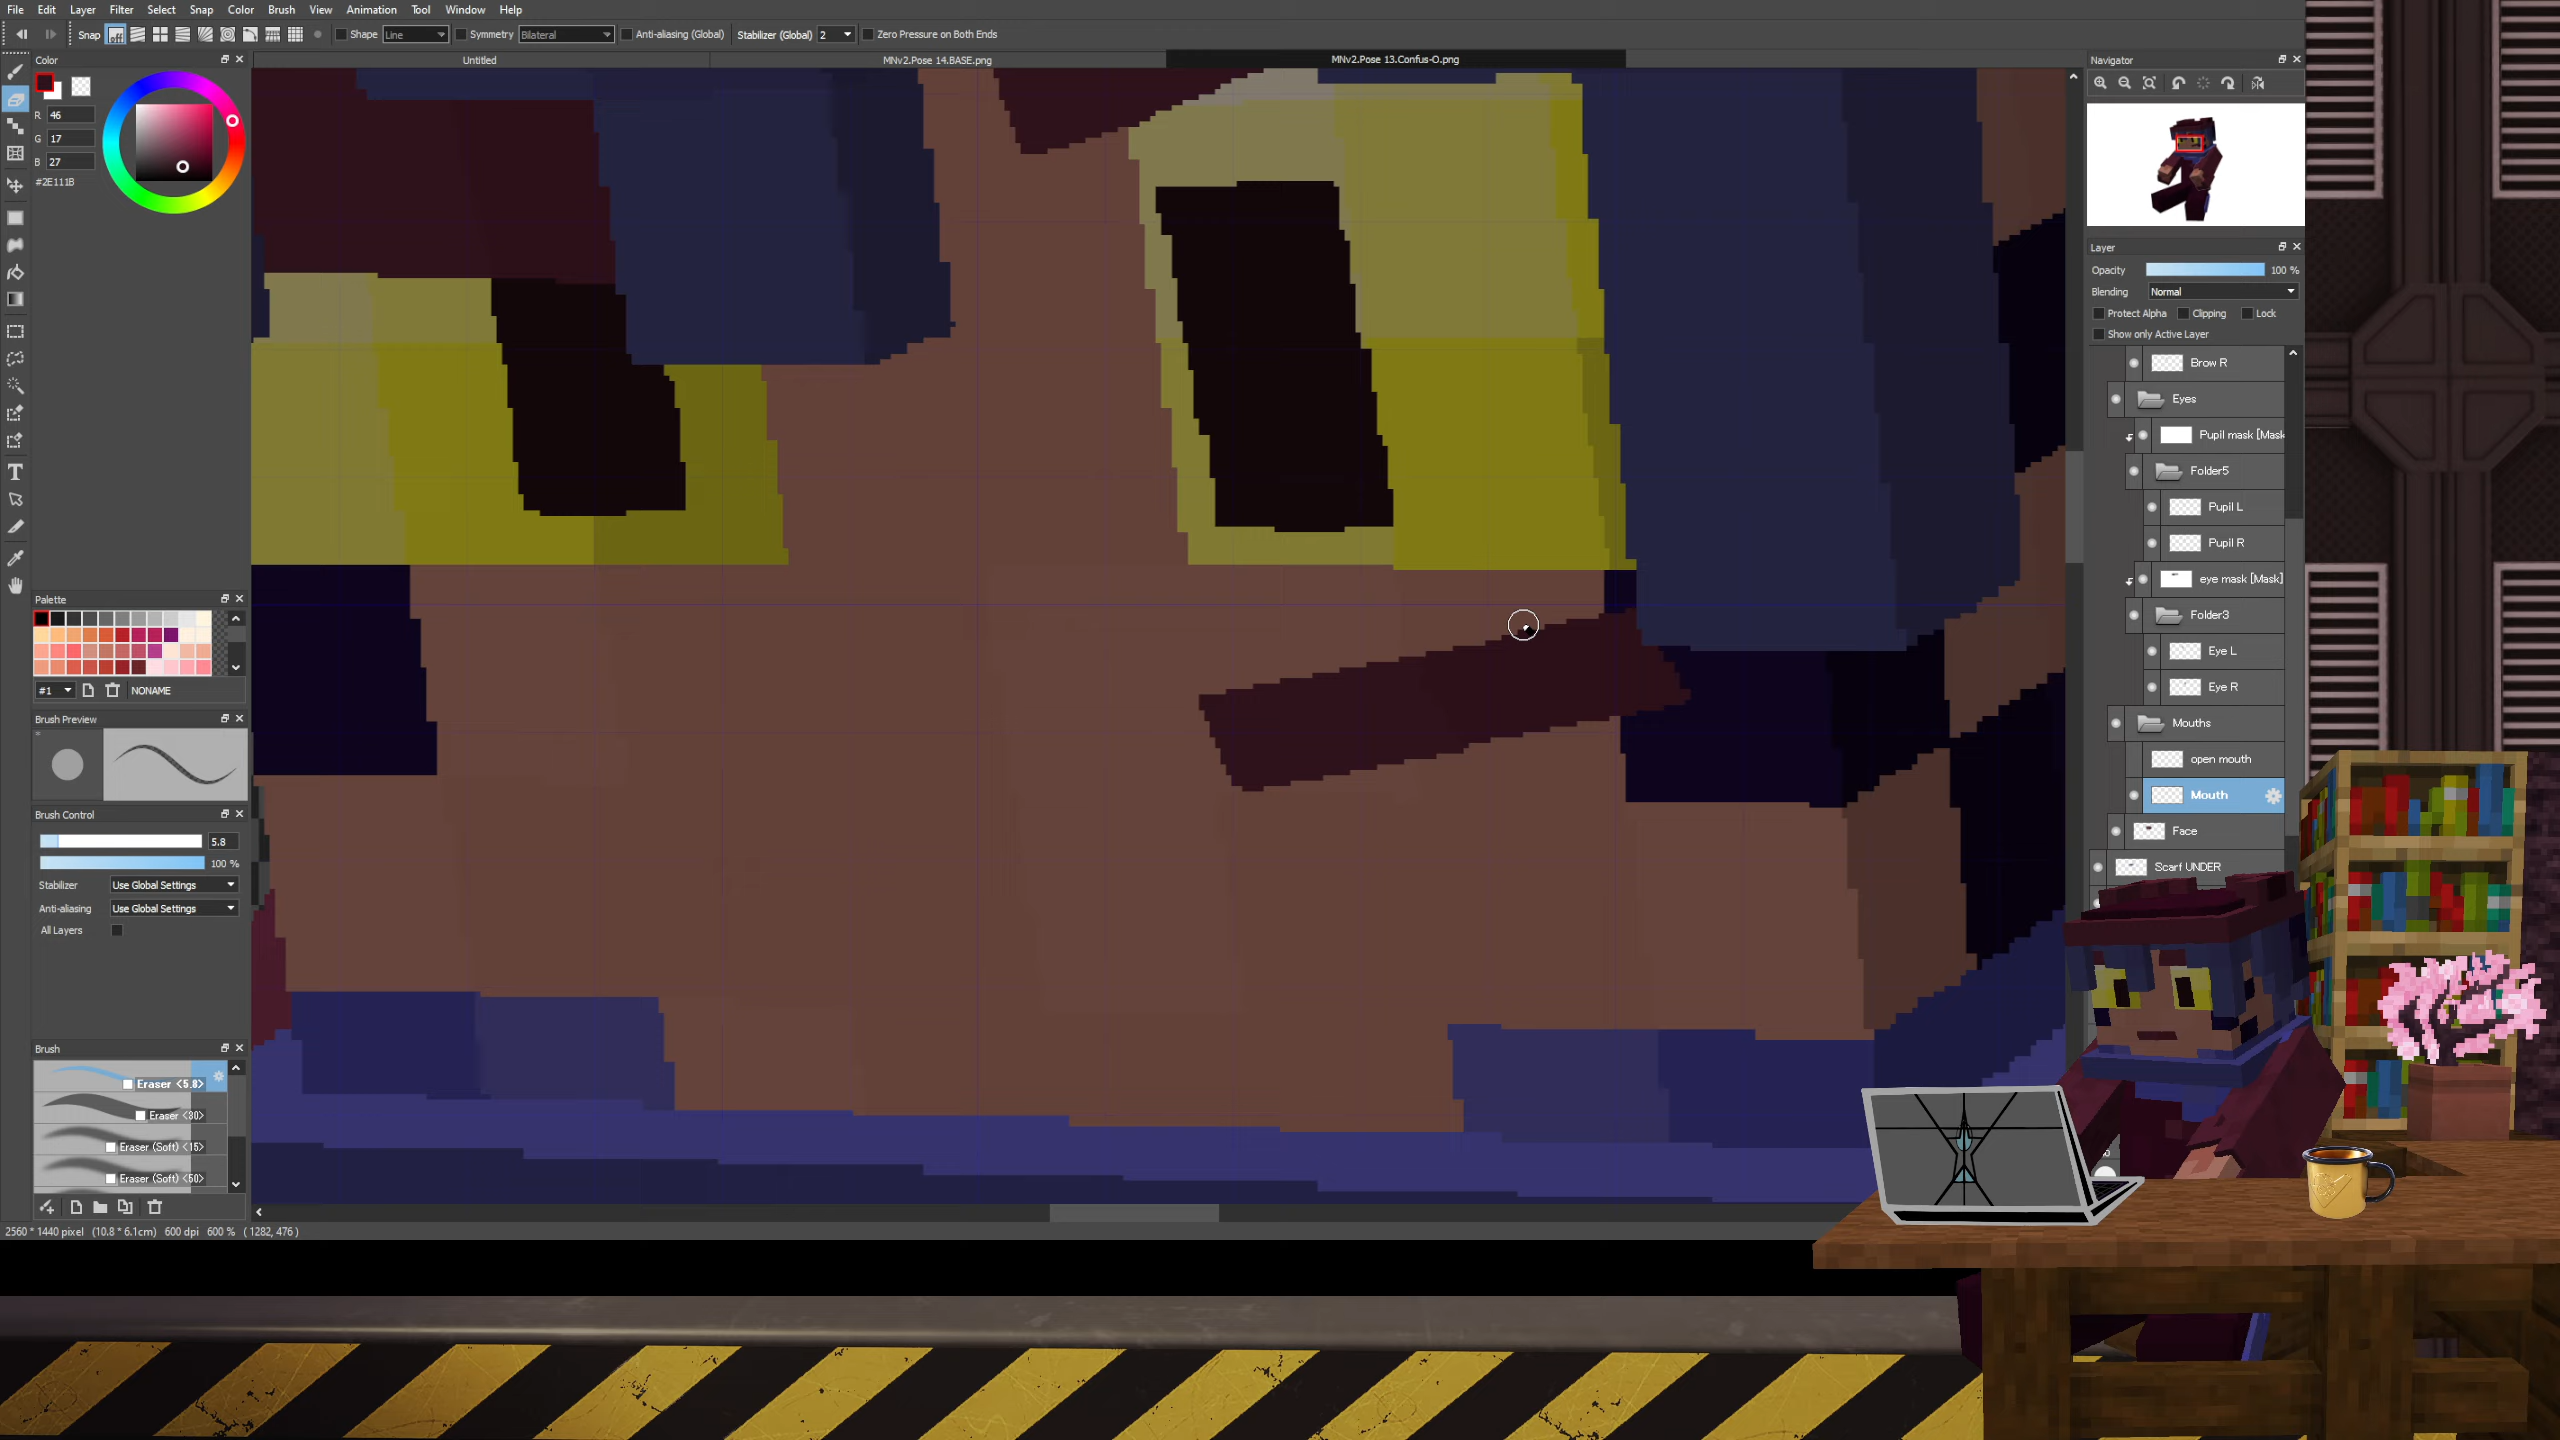 File Edit Layer Filter Select Snap Color Brush View Animation Tool Window Help
Snap off Shape Line Symmetry Bilateral Anti-aliasing (Global) Stabilizer (Global) 2 Zero Pressure on Both Ends
Color
Untitled
MNv2.Pose 14.BASE.png
MNv2.Pose 13.Confus-O.png
Navigator
R 46
G 17
B 27
#2E111B
Layer
Opacity 100 %
Blending Normal
Protect Alpha Clipping Lock
Show only Active Layer
Brow R
Eyes
Pupil mask [Mask
Folder5
Pupil L
Pupil R
eye mask [Mask]
Folder3
Eye L
Eye R
Mouths
open mouth
Mouth
Face
Scarf UNDER
Palette
#1 NONAME
Brush Preview
Brush Control
5.8
100 %
Stabilizer Use Global Settings
Anti-aliasing Use Global Settings
All Layers
Brush
Eraser <5.8>
Eraser <30>
Eraser (Soft) <15>
Eraser (Soft) <50>
T
2560 * 1440 pixel (10.8 * 6.1cm) 600 dpi 600 % ( 1282, 476 )